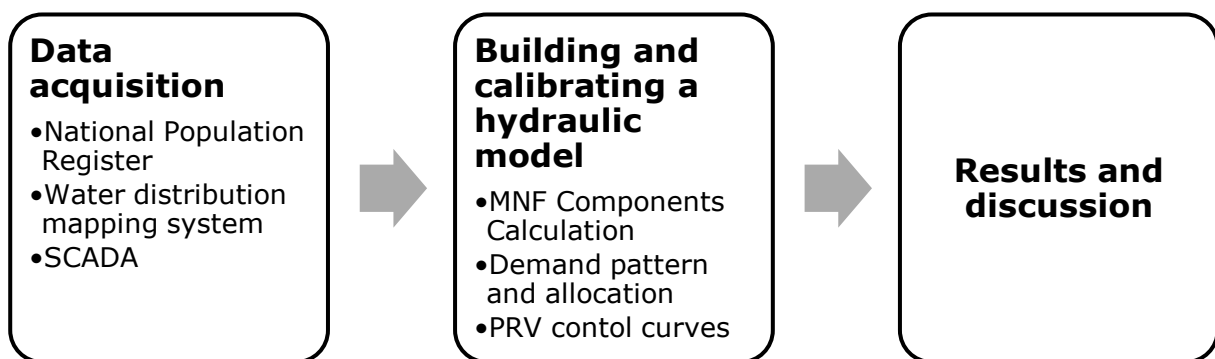 Data
acquisition
•National Population
Register
•Water distribution
mapping system
•SCADA
Building and
calibrating a
hydraulic
model
•MNF Components
Calculation
•Demand pattern
and allocation
•PRV contol curves
Results and
discussion